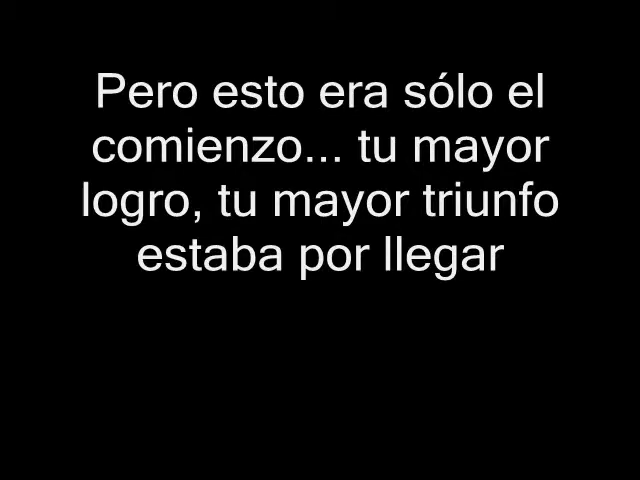 Pero esto era sólo el
comienzo... tu mayor
logro, tu mayor triunfo
estaba por llegar